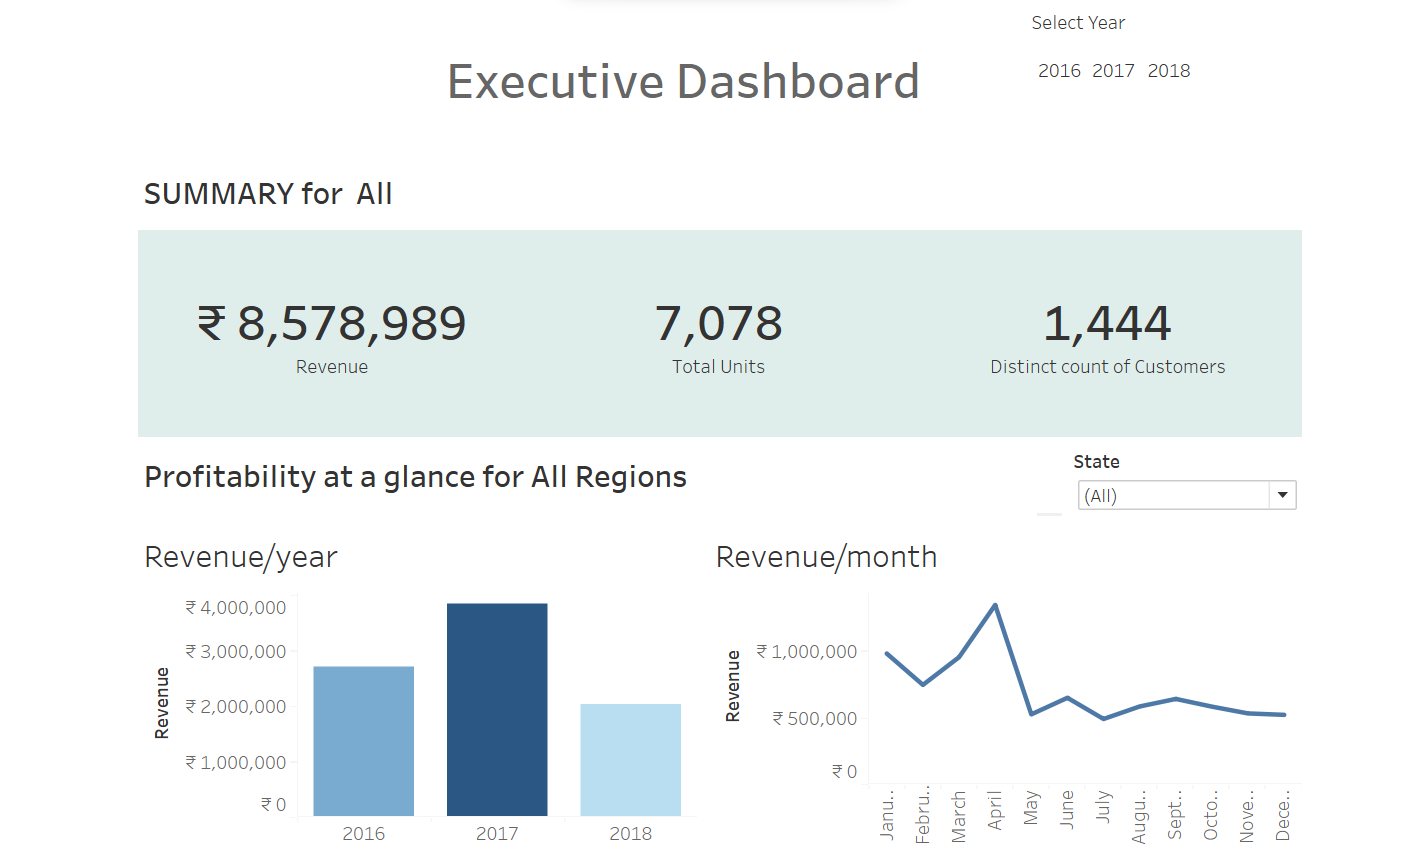 Select Year
2016 2017 2018
Executive Dashboard
SUMMARY for All
₹ 8,578,989
Revenue
7,078
Total Units
1,444
Distinct count of Customers
Profitability at a glance for All Regions
State
(All)
Revenue/year
Revenue
₹ 4,000,000
₹ 3,000,000
₹ 2,000,000
₹ 1,000,000
₹ 0
2016 2017 2018
Revenue/month
Revenue
₹ 1,000,000
₹ 500,000
₹ 0
Janu..
Febru..
March
April
May
June
July
Augu..
Sept..
Octo..
Nove..
Dece..